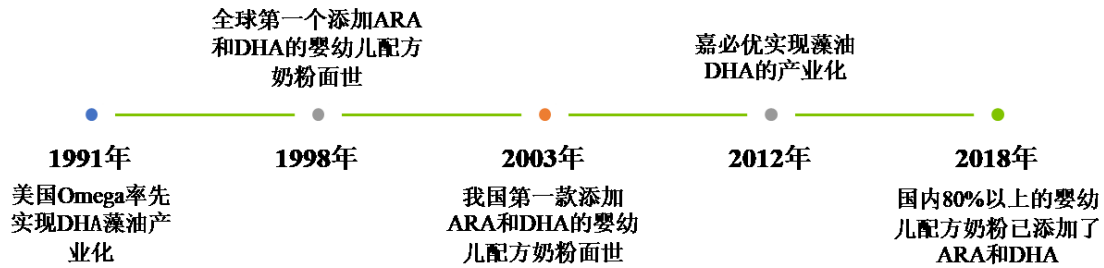 全球第一个添加ARA
和DHA的婴幼儿配方
奶粉面世
嘉必优实现藻油
DHA的产业化
1991年
1998年
2003年
2012年
2018年
美国Omega率先
实现DHA藻油产
业化
我国第一款添加
ARA和DHA的婴幼
儿配方奶粉面世
国内80%以上的婴幼
儿配方奶粉已添加了
ARA和DHA